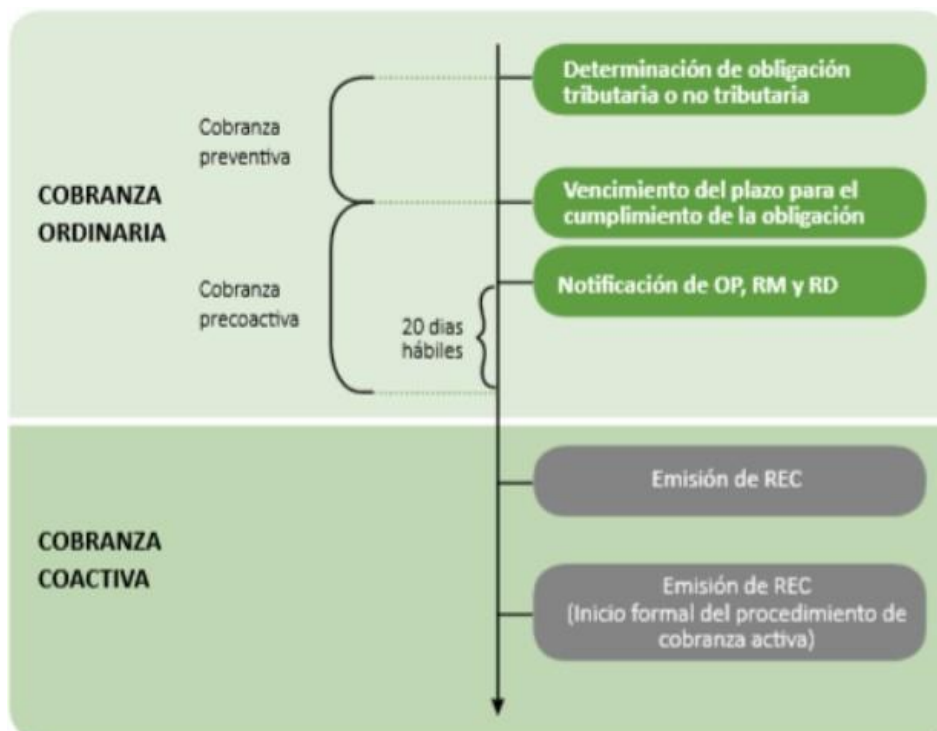 Determinación de obligación
tributaria o no tributaria
Cobranza
preventiva
COBRANZA
ORDINARIA
Vencimiento del plazo para el
cumplimiento de la obligación
Notificación de OP, RM y RD
Cobranza
precoactiva
20 dias
hábiles
Emisión de REC
COBRANZA
COACTIVA
Emisión de REC
(Inicio formal del procedimiento de
cobranza activa)